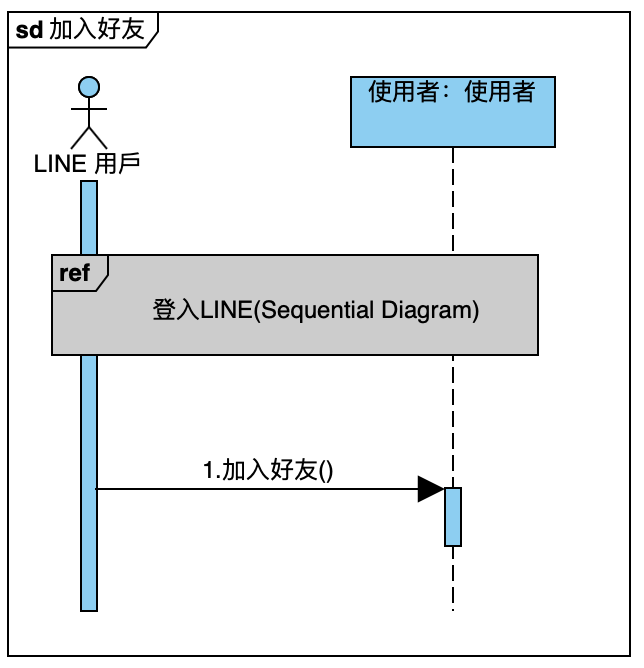 sd 加入好友
LINE 用戶
使用者：使用者
ref
登入LINE(Sequential Diagram)
1.加入好友()